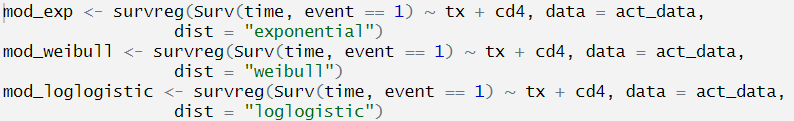 mod_exp <- survreg(Surv(time, event == 1) ~ tx + cd4, data = act_data,
dist = "exponential")
mod_weibull <- survreg(Surv(time, event == 1) ~ tx + cd4, data = act_data,
dist = "weibull")
mod_loglogistic <- survreg(Surv(time, event == 1) ~ tx + cd4, data = act_data,
dist = "loglogistic")